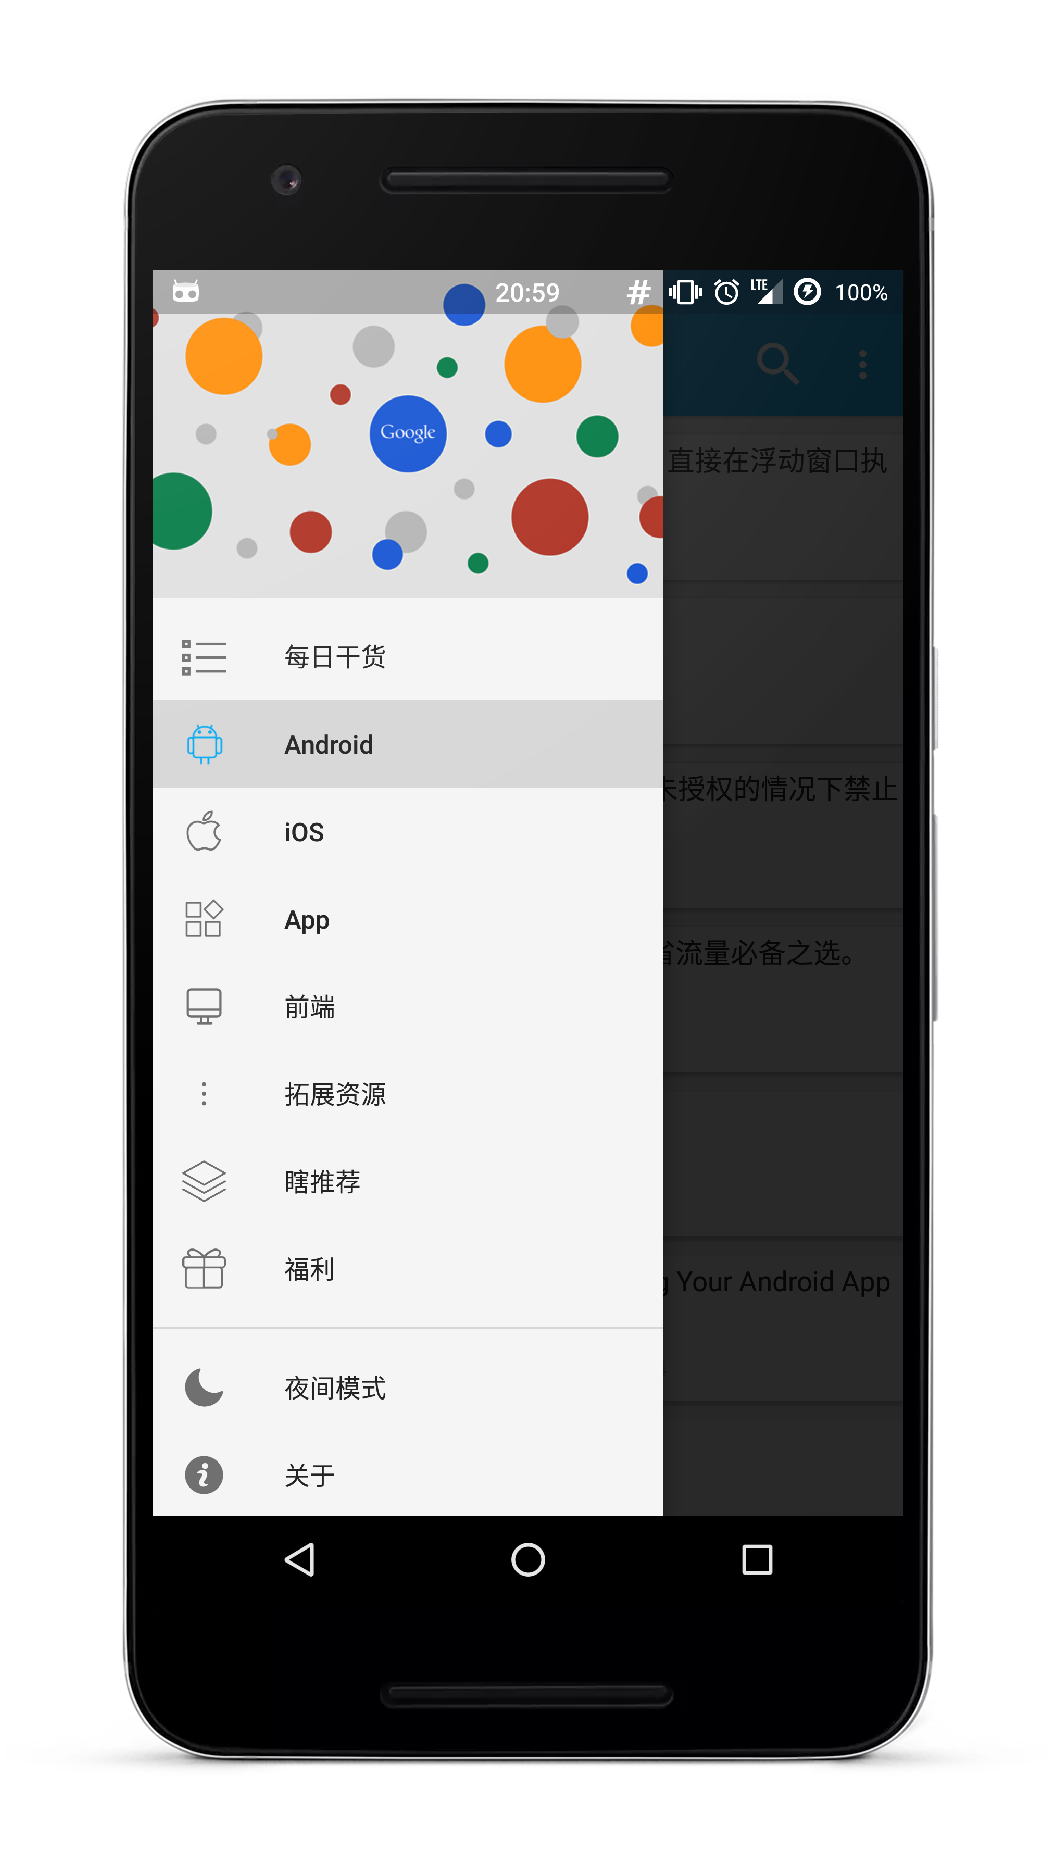 20:59 # LTE 100%
Google
直接在浮动窗口执
每日干货
Android
未授权的情况下禁止
iOS
App
省流量必备之选。
前端
拓展资源
瞎推荐
福利
g Your Android App
夜间模式
关于